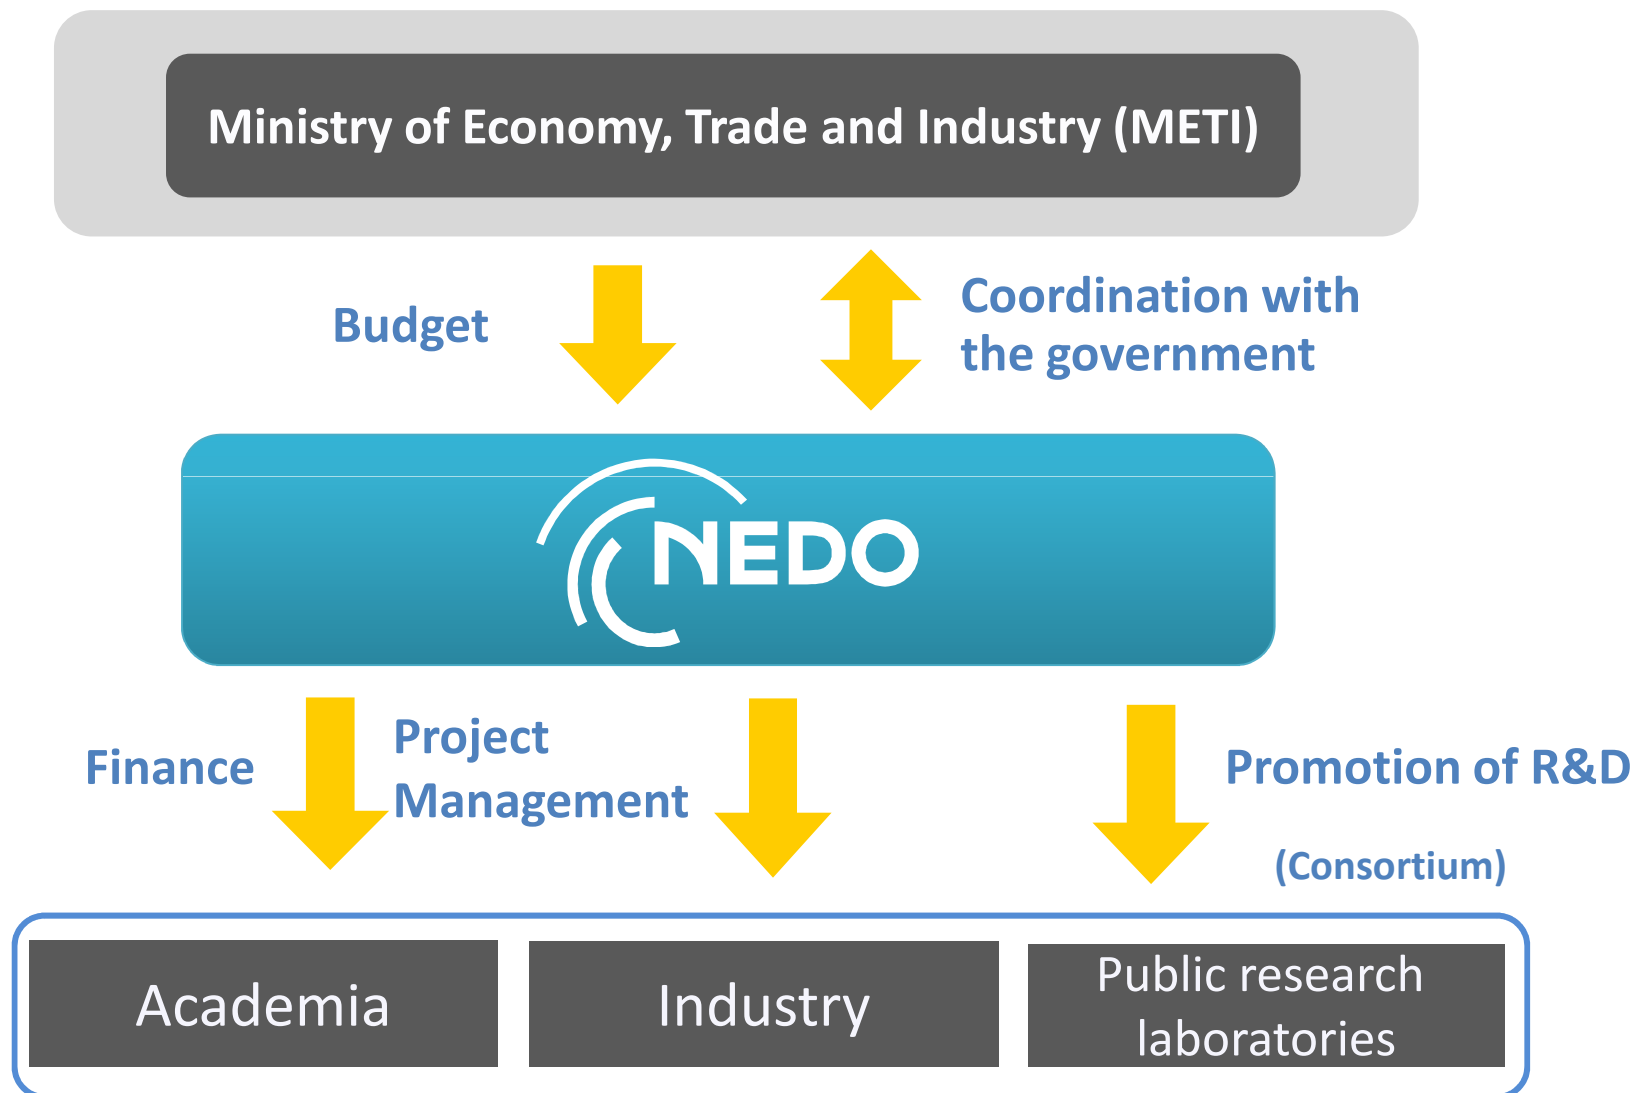 Ministry of Economy, Trade and Industry (METI)
Budget
Coordination with
the government
NEDO
Finance
Project
Management
Promotion of R&D
(Consortium)
Academia
Industry
Public research
laboratories